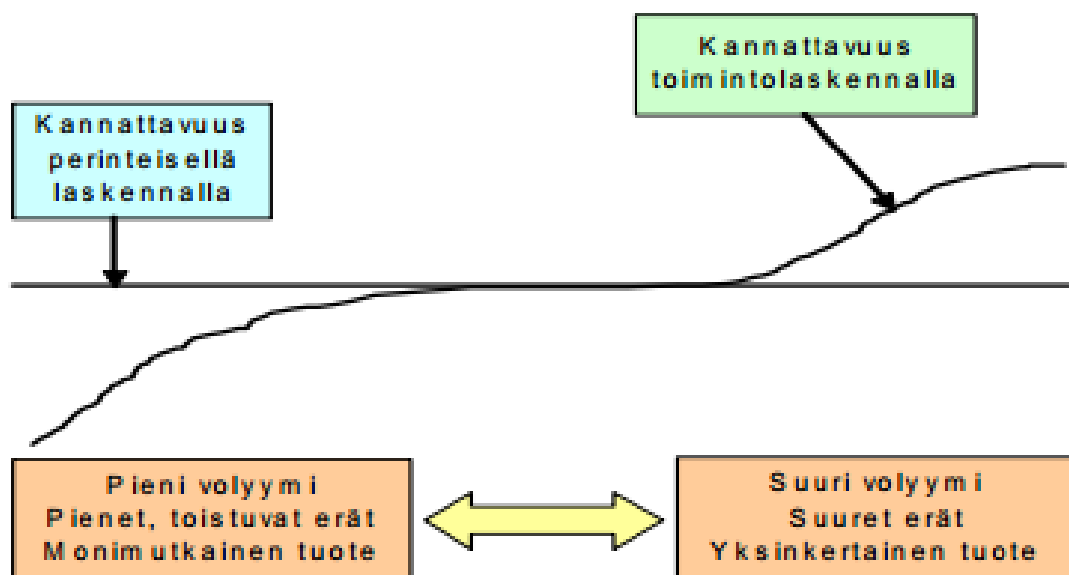 Kannattavuus
toimintolaskennalla
Kannattavuus
perinteisellä
laskennalla
Pieni volyymi
Pienet, toistuvat erät
Monimutkainen tuote
Suuri volyymi
Suuret erät
Yksinkertainen tuote